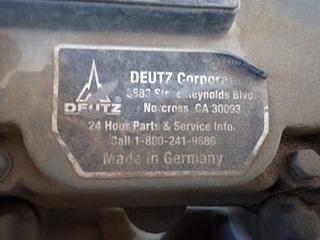 DEUTZ Corporat
3883 Steve Reynolds Blvd.
Norcross, GA 30093
DEUTZ®
24 Hour Parts & Service Info.
Call 1-800-241-9886
Made in Germany